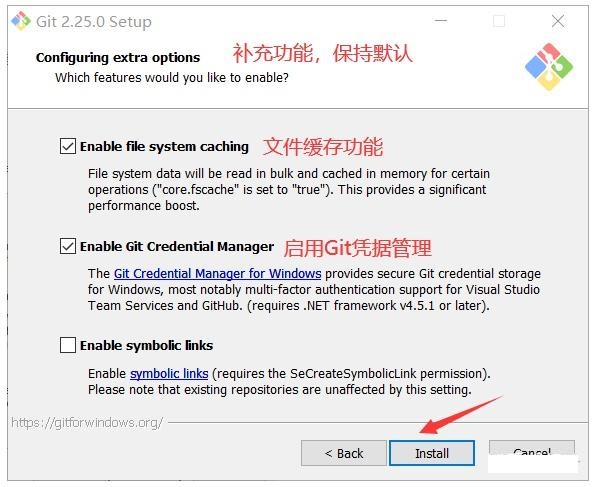 Git 2.25.0 Setup
Configuring extra options 补充功能，保持默认
Which features would you like to enable?
Enable file system caching 文件缓存功能
File system data will be read in bulk and cached in memory for certain
operations ("core.fscache" is set to "true"). This provides a significant
performance boost.
Enable Git Credential Manager 启用Git凭据管理
The Git Credential Manager for Windows provides secure Git credential storage
for Windows, most notably multi-factor authentication support for Visual Studio
Team Services and GitHub. (requires .NET framework v4.5.1 or later).
Enable symbolic links
Enable symbolic links (requires the SeCreateSymbolicLink permission).
Please note that existing repositories are unaffected by this setting.
https://gitforwindows.org/
< Back Install Cancel